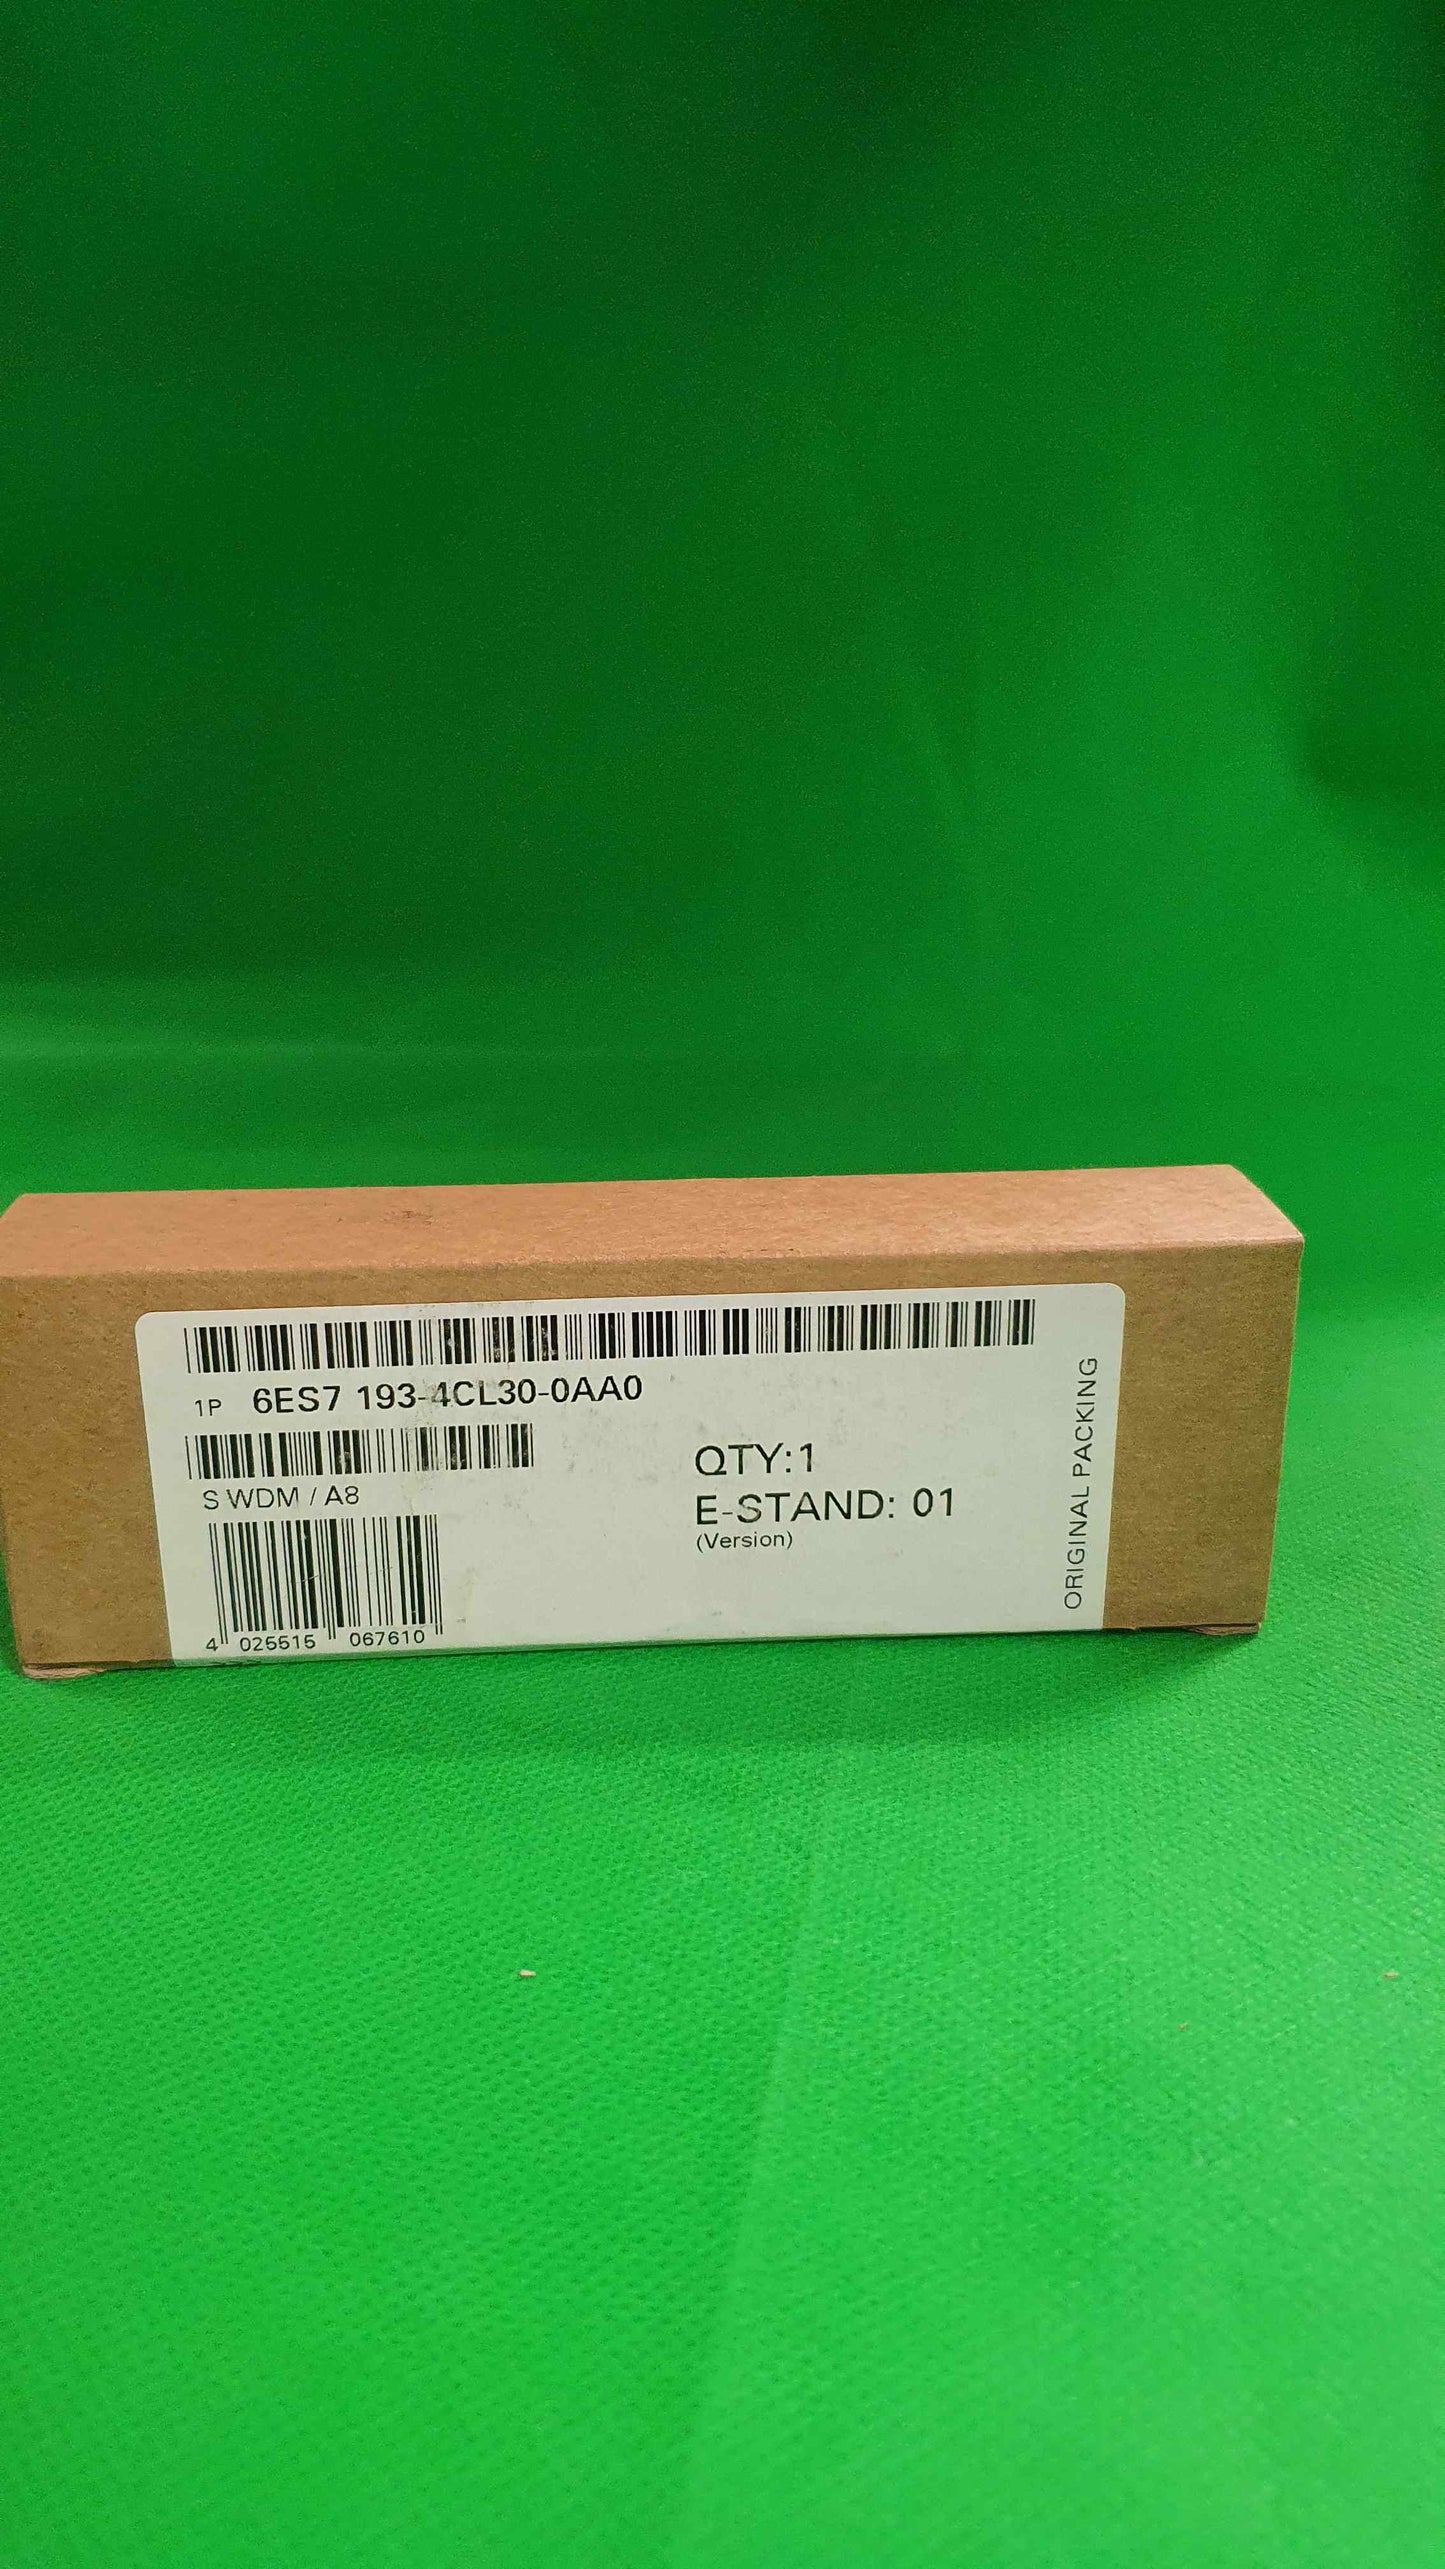 1P 6ES7 193-4CL30-0AA0
S WDM / A8
QTY:1
E-STAND: 01
(Version)
4 025515 067610
ORIGINAL PACKING